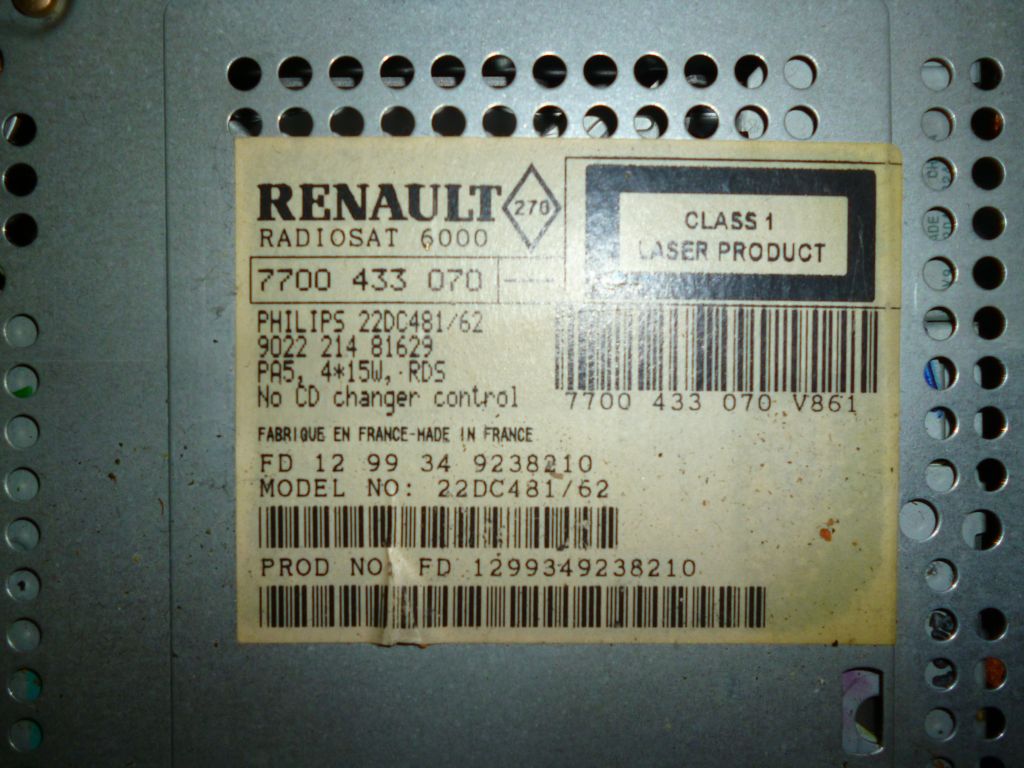 RENAULT 270
RADIOSAT 6000
CLASS 1
LASER PRODUCT
7700 433 070 ---
PHILIPS 22DC481/62
9022 214 81629
PA5, 4*15W, RDS
No CD changer control
7700 433 070 V861
FABRIQUE EN FRANCE-MADE IN FRANCE
FD 12 99 34 9238210
MODEL NO: 22DC481/62
PROD NO: FD 1299349238210